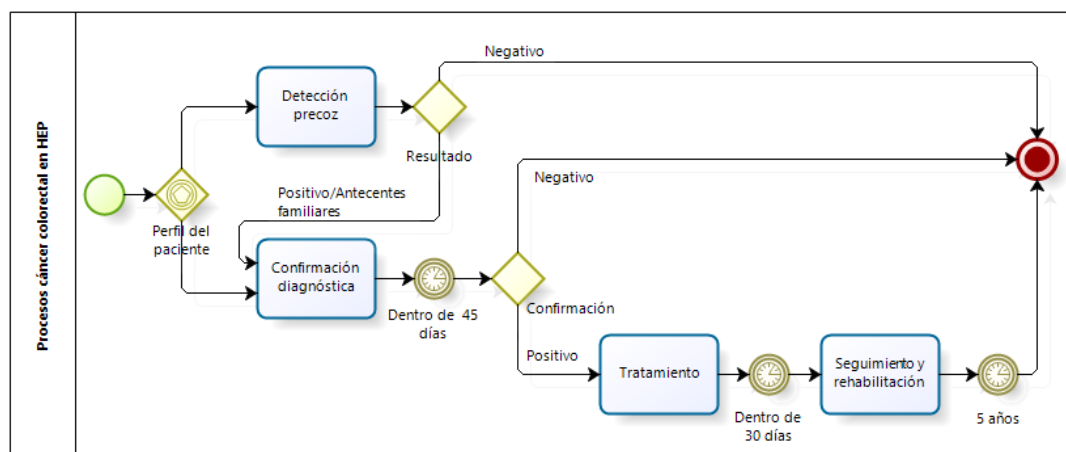 Procesos cáncer colorectal en HEP
Negativo
Detección
precoz
Resultado
Perfil del
paciente
Positivo/Antecentes
familiares
Negativo
Confirmación
diagnóstica
Dentro de 45
días
Confirmación
Positivo
Tratamiento
Dentro de
30 días
Seguimiento y
rehabilitación
5 años